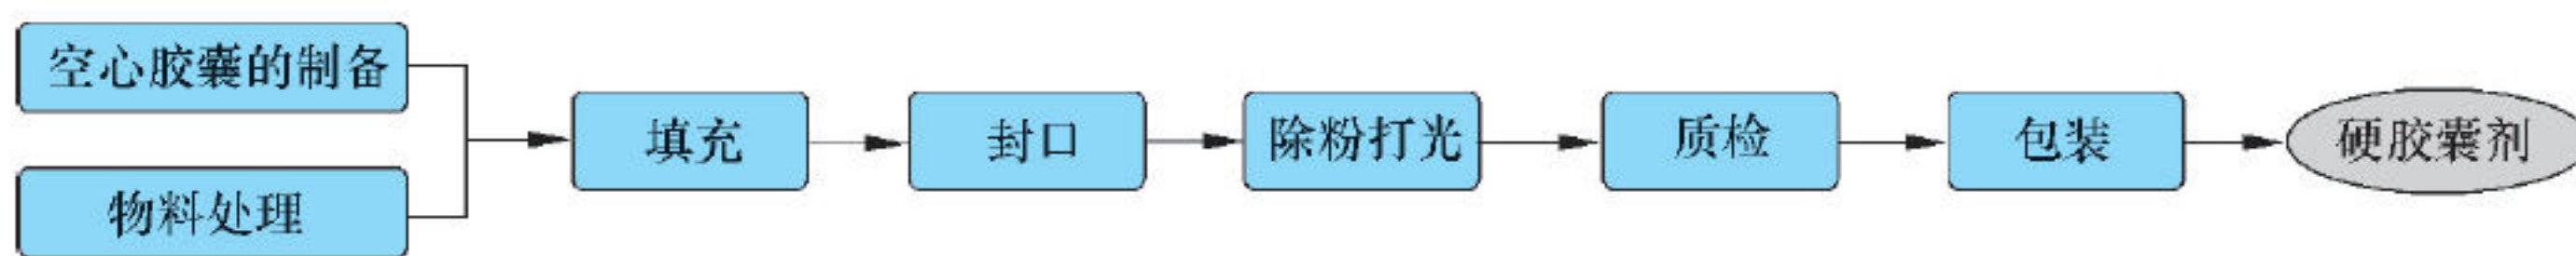 空心胶囊的制备
物料处理
填充
封口
除粉打光
质检
包装
硬胶囊剂